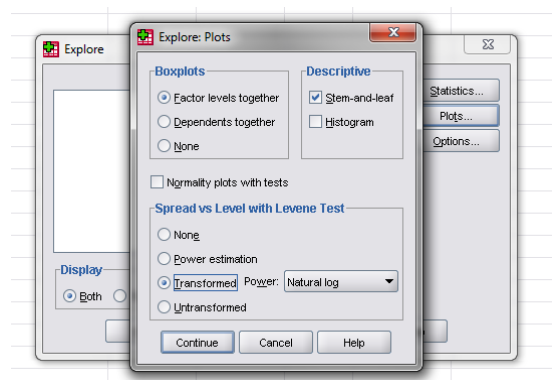 Explore
Explore: Plots
Boxplots
Factor levels together
Dependents together
None
Descriptive
Stem-and-leaf
Histogram
Normality plots with tests
Spread vs Level with Levene Test
None
Power estimation
Transformed Power: Natural log
Untransformed
Continue Cancel Help
Statistics...
Plots...
Options...
Display
Both